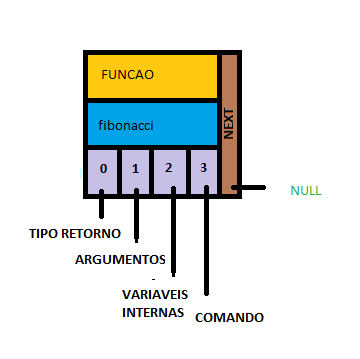 FUNCAO
fibonacci
NEXT
0 1 2 3
NULL
TIPO RETORNO
ARGUMENTOS
VARIAVEIS
INTERNAS
COMANDO